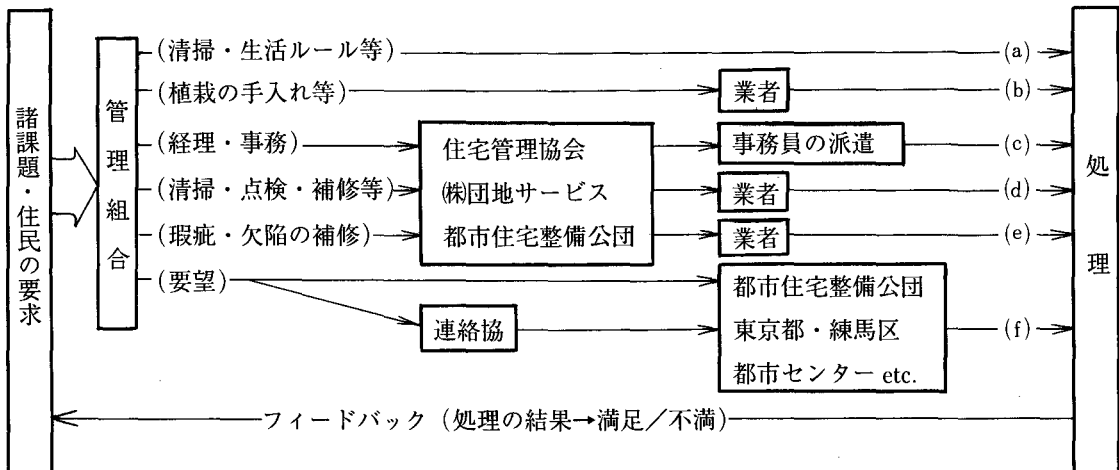 諸課題・住民の要求
管理組合
(清掃・生活ルール等)
(a)
(植栽の手入れ等)
業者
(b)
(経理・事務)
住宅管理協会
事務員の派遣
(c)
(清掃・点検・補修等)
㈱団地サービス
業者
(d)
(瑕疵・欠陥の補修)
都市住宅整備公団
業者
(e)
(要望)
連絡協
都市住宅整備公団
東京都・練馬区
都市センター etc.
(f)
処理
フィードバック (処理の結果→満足／不満)